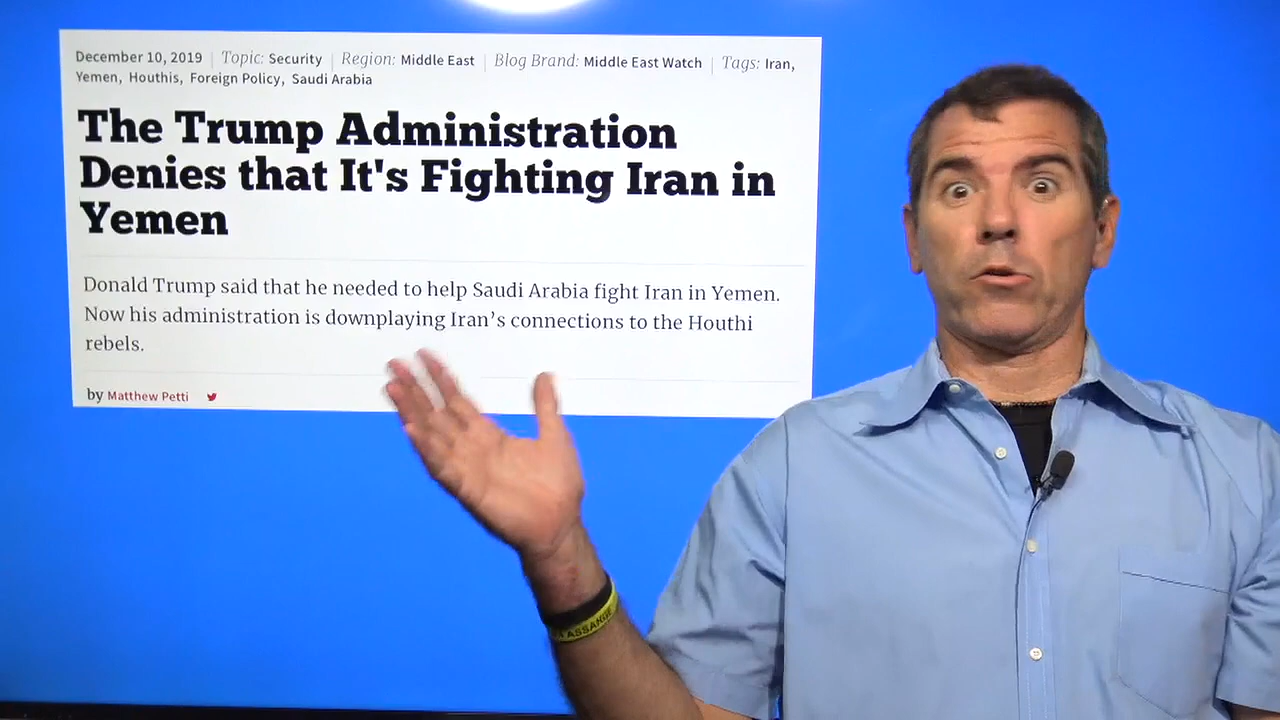 December 10, 2019 | Topic: Security | Region: Middle East | Blog Brand: Middle East Watch | Tags: Iran,
Yemen, Houthis, Foreign Policy, Saudi Arabia
The Trump Administration
Denies that It's Fighting Iran in
Yemen
Donald Trump said that he needed to help Saudi Arabia fight Iran in Yemen.
Now his administration is downplaying Iran's connections to the Houthi
rebels.
by Matthew Petti
ASSANGE